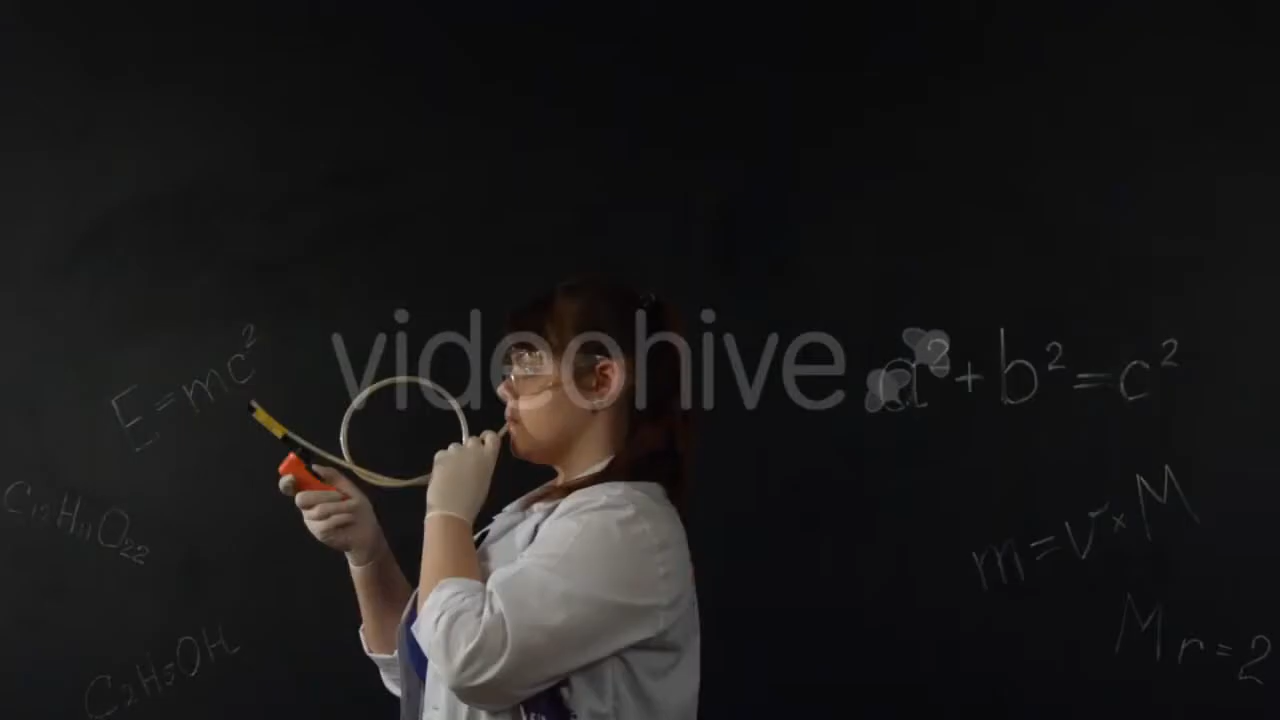 videohive
E=mc²
a²+b²=c²
C₁₂H₁₁O₂₂
m=v×M
C₂H₅OH
Mr=2